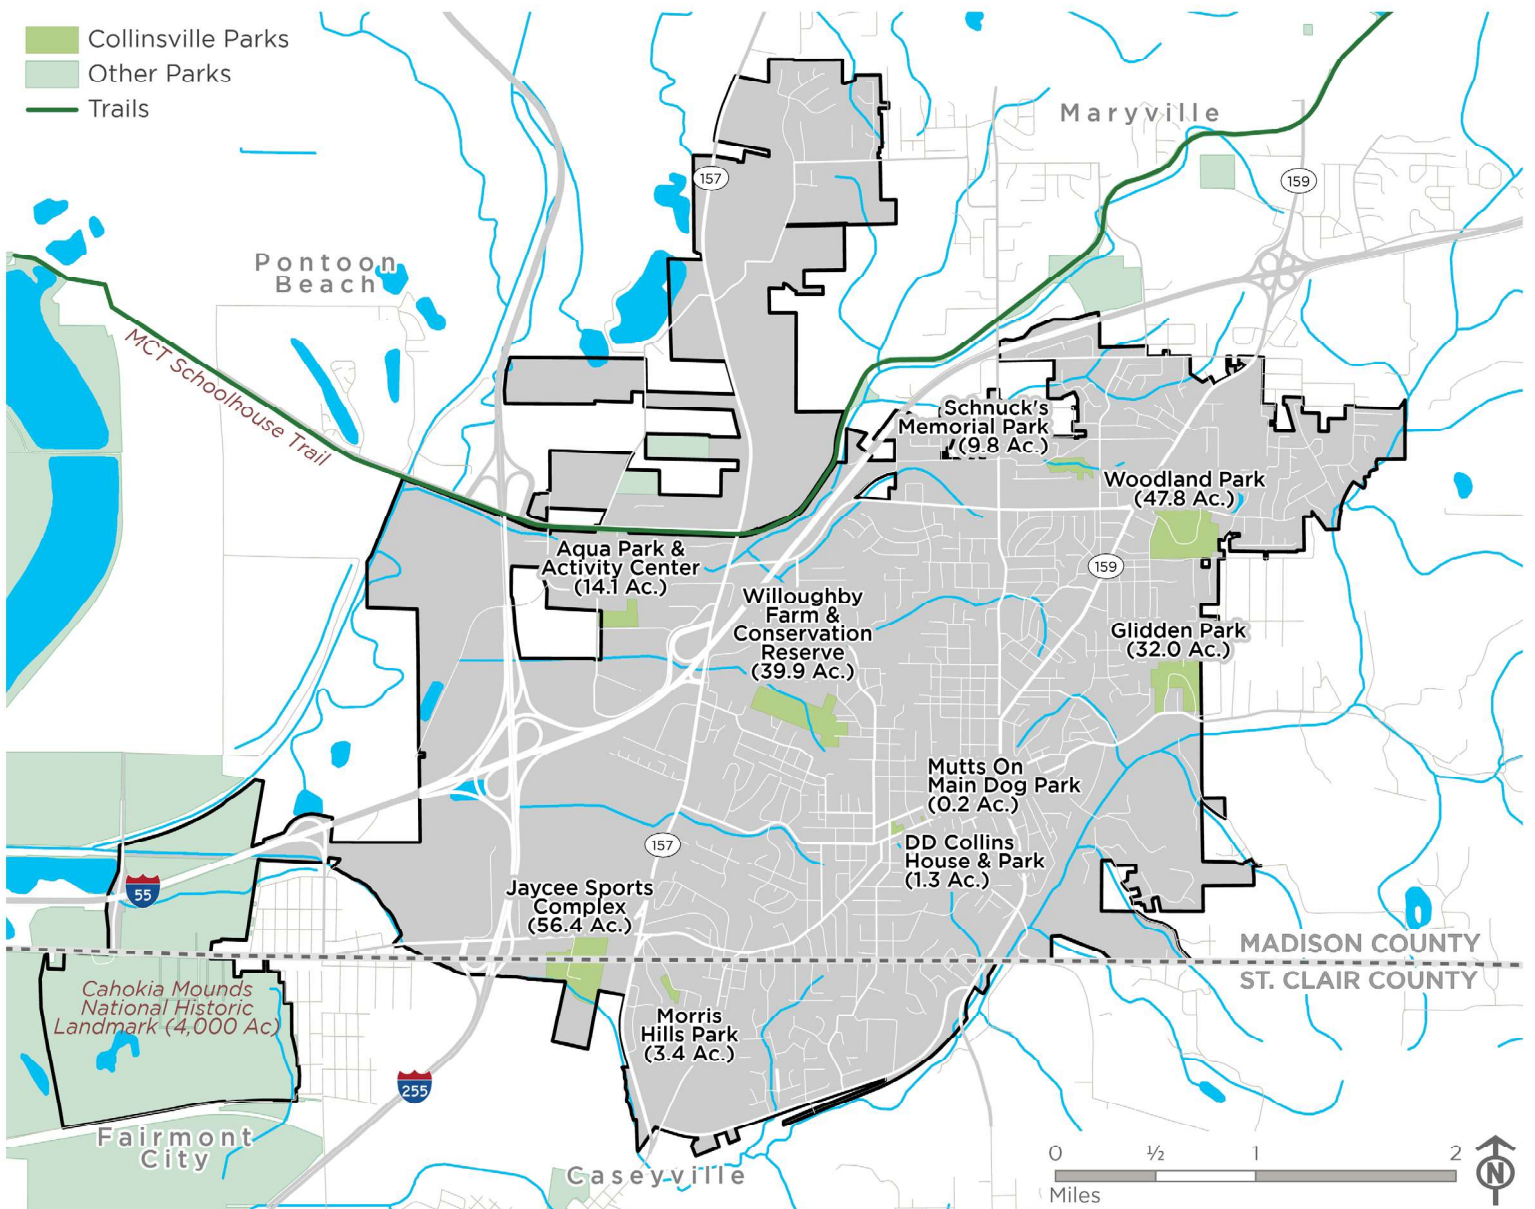 Collinsville Parks
Other Parks
Trails
Maryville
157
159
Pontoon
Beach
MCT Schoolhouse Trail
Schnuck's
Memorial Park
(9.8 Ac.)
Woodland Park
(47.8 Ac.)
Aqua Park &
Activity Center
(14.1 Ac.)
159
Willoughby
Farm &
Conservation
Reserve
(39.9 Ac.)
Glidden Park
(32.0 Ac.)
Mutts On
Main Dog Park
(0.2 Ac.)
157
DD Collins
House & Park
(1.3 Ac.)
55
Jaycee Sports
Complex
(56.4 Ac.)
MADISON COUNTY
ST. CLAIR COUNTY
Cahokia Mounds
National Historic
Landmark (4,000 Ac)
Morris
Hills Park
(3.4 Ac.)
255
Fairmont
City
Caseyville
0 ½ 1 2
Miles
N